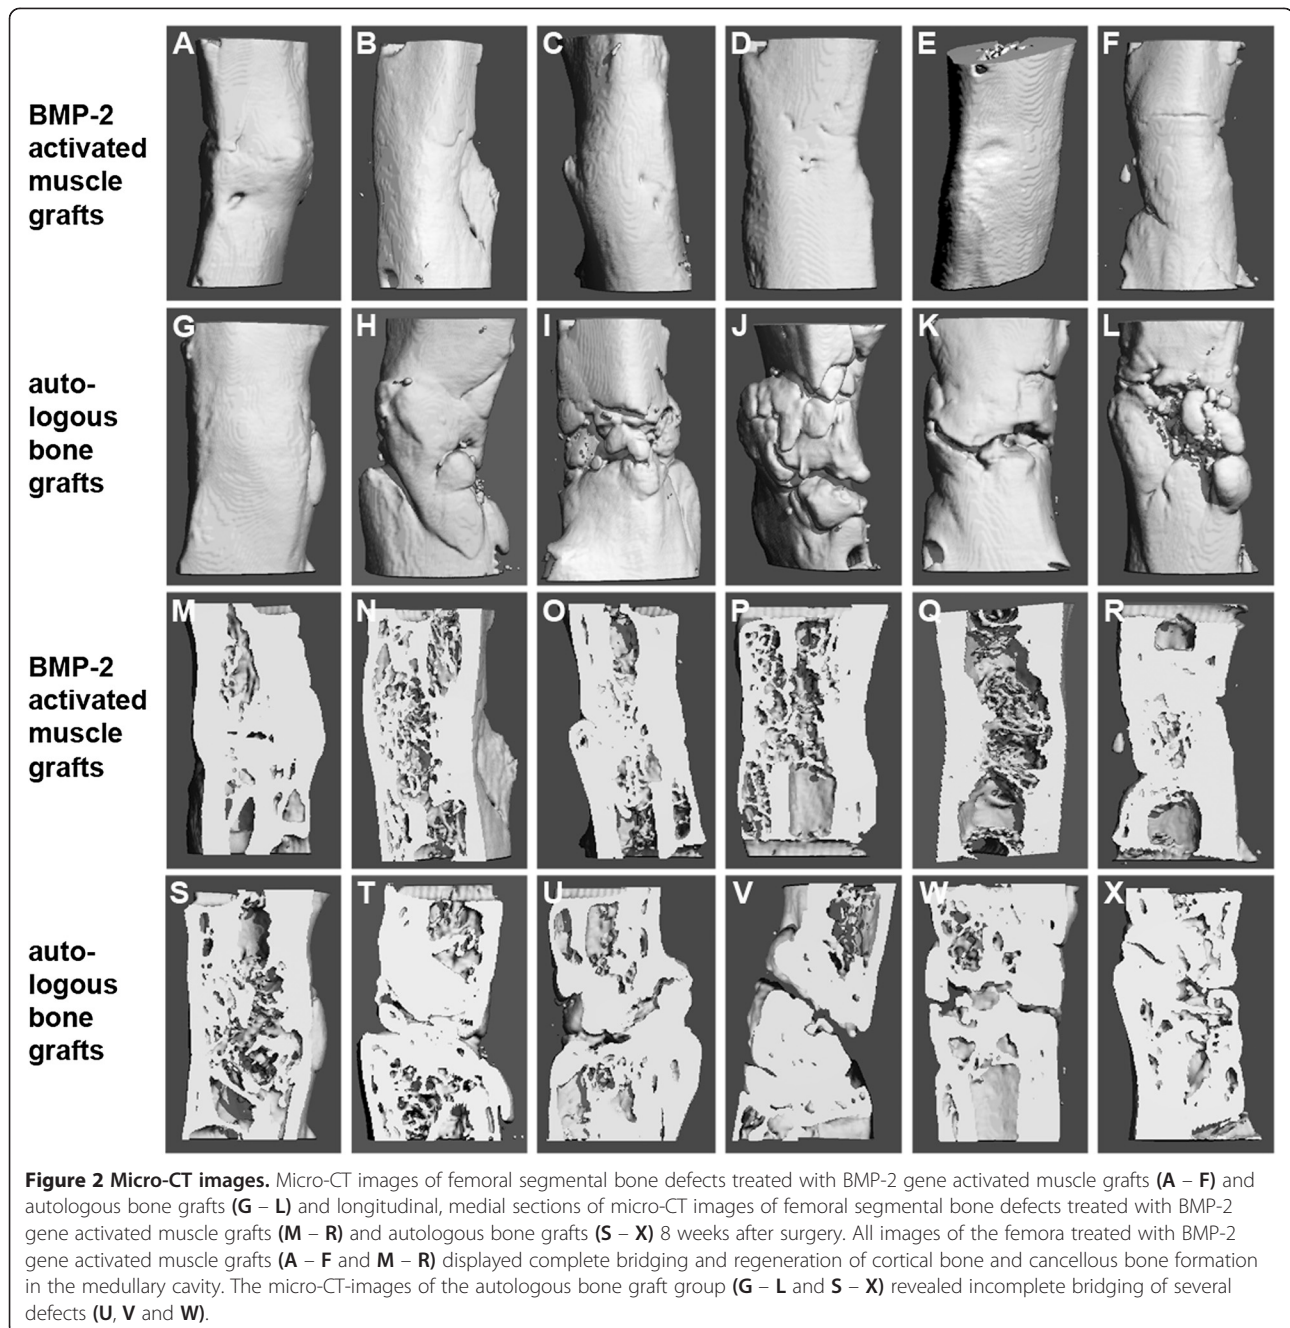 BMP-2
activated
muscle
grafts
A B C D E F
auto-
logous
bone
grafts
G H I J K L
BMP-2
activated
muscle
grafts
M N O P Q R
auto-
logous
bone
grafts
S T U V W X
Figure 2 Micro-CT images. Micro-CT images of femoral segmental bone defects treated with BMP-2 gene activated muscle grafts (A – F) and
autologous bone grafts (G – L) and longitudinal, medial sections of micro-CT images of femoral segmental bone defects treated with BMP-2
gene activated muscle grafts (M – R) and autologous bone grafts (S – X) 8 weeks after surgery. All images of the femora treated with BMP-2
gene activated muscle grafts (A – F and M – R) displayed complete bridging and regeneration of cortical bone and cancellous bone formation
in the medullary cavity. The micro-CT-images of the autologous bone graft group (G – L and S – X) revealed incomplete bridging of several
defects (U, V and W).